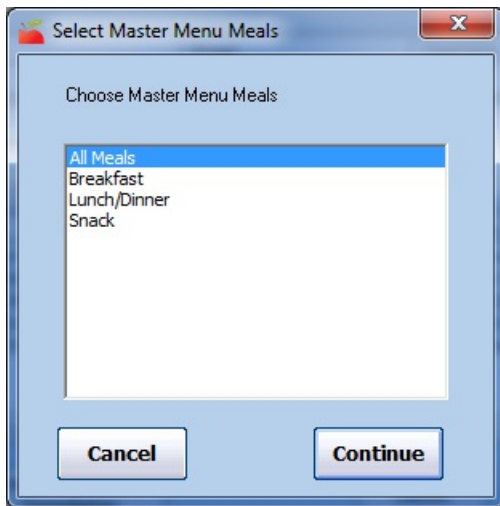 Select Master Menu Meals
Choose Master Menu Meals
All Meals
Breakfast
Lunch/Dinner
Snack
Cancel
Continue